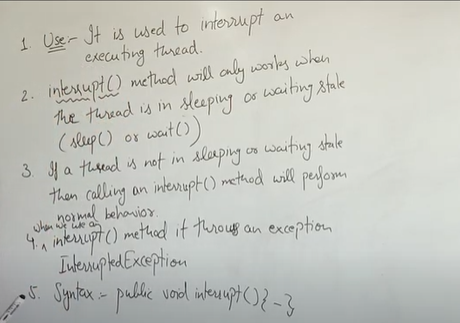 1. Use:- It is used to interrupt an
executing thread.
2. interrupt() method will only works when
the thread is in sleeping or waiting state
(sleep() or wait())
3. If a thread is not in sleeping or waiting state
then calling an interrupt() method will perform
normal behavior.
when we use an
4. ^ interrupt() method it throws an exception
InterruptedException
5. Syntax:- public void interrupt(){-}